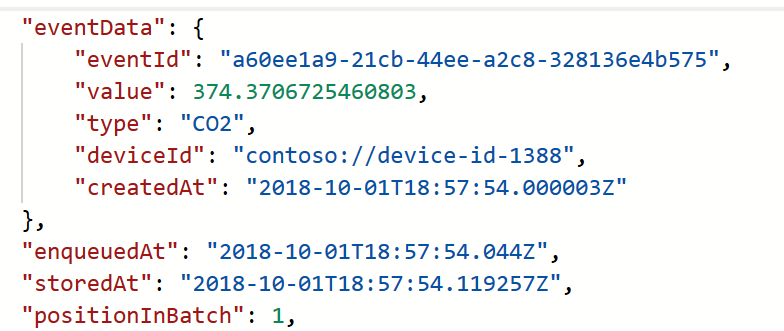 "eventData": {
"eventId": "a60ee1a9-21cb-44ee-a2c8-328136e4b575",
"value": 374.3706725460803,
"type": "CO2",
"deviceId": "contoso://device-id-1388",
"createdAt": "2018-10-01T18:57:54.000003Z"
},
"enqueuedAt": "2018-10-01T18:57:54.044Z",
"storedAt": "2018-10-01T18:57:54.119257Z",
"positionInBatch": 1,